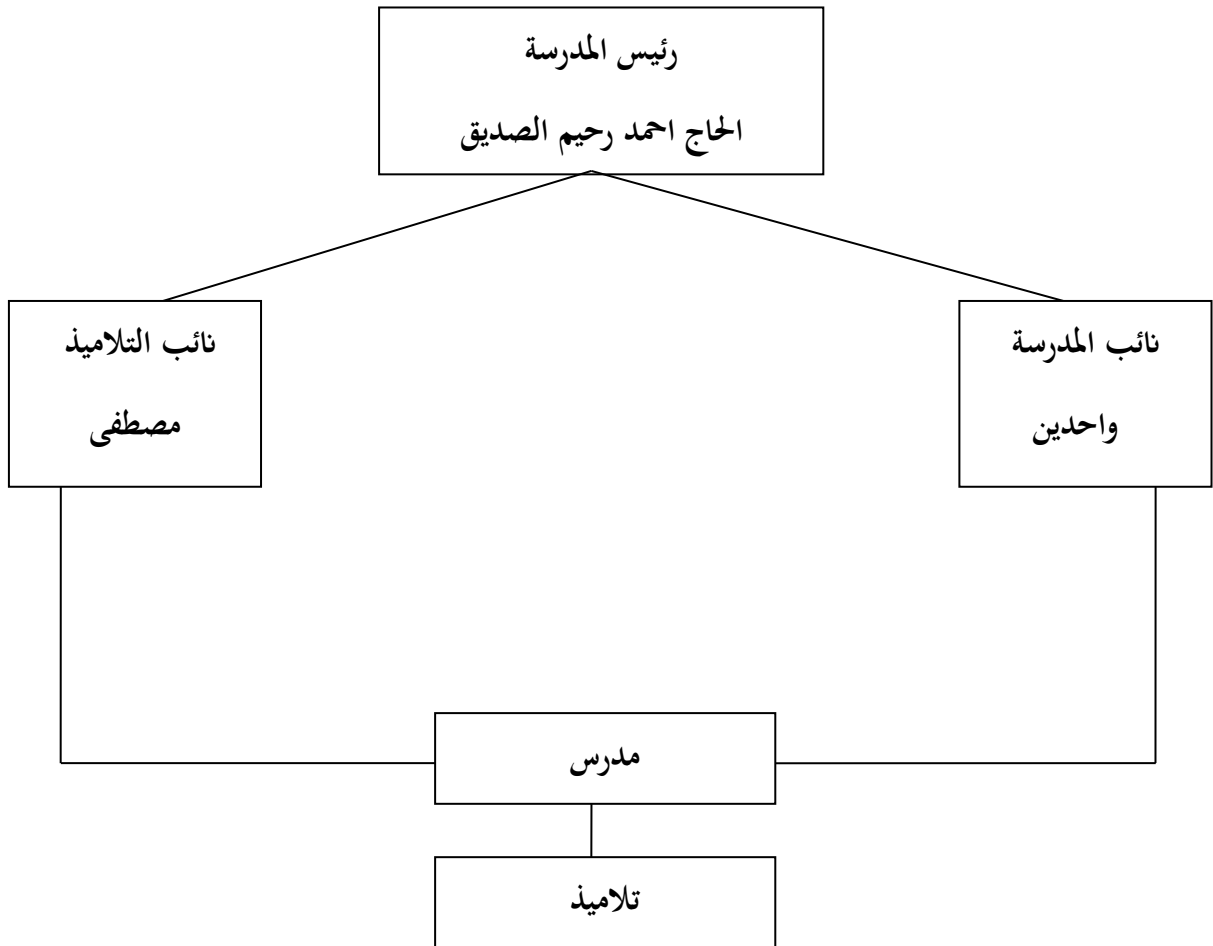 رئيس المدرسة
الحاج احمد رحيم الصديق
نائب المدرسة
واحدين
نائب التلاميذ
مصطفى
مدرس
تلاميذ